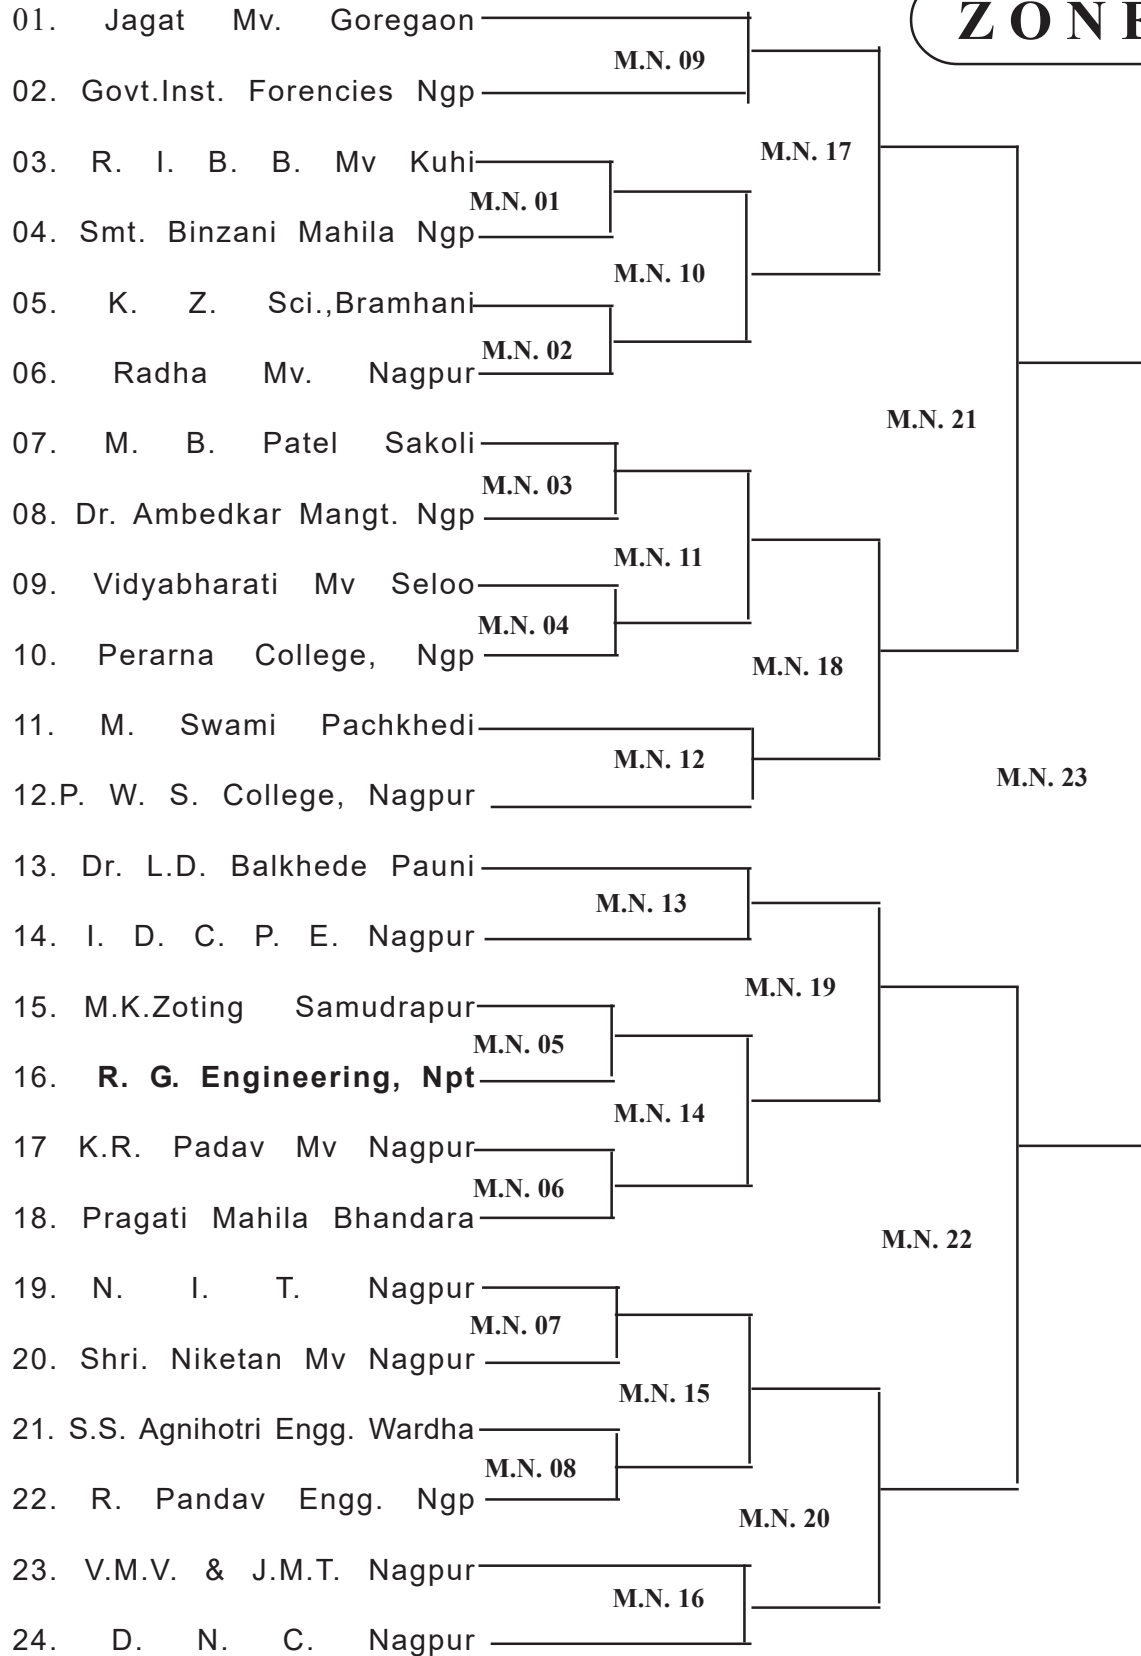 01. Jagat Mv. Goregaon
ZONE
M.N. 09
02. Govt.Inst. Forencies Ngp
M.N. 17
03. R. I. B. B. Mv Kuhi
M.N. 01
04. Smt. Binzani Mahila Ngp
M.N. 10
05. K. Z. Sci.,Bramhani
M.N. 02
06. Radha Mv. Nagpur
M.N. 21
07. M. B. Patel Sakoli
M.N. 03
08. Dr. Ambedkar Mangt. Ngp
M.N. 11
09. Vidyabharati Mv Seloo
M.N. 04
10. Perarna College, Ngp
M.N. 18
11. M. Swami Pachkhedi
M.N. 12
M.N. 23
12.P. W. S. College, Nagpur
13. Dr. L.D. Balkhede Pauni
M.N. 13
14. I. D. C. P. E. Nagpur
M.N. 19
15. M.K.Zoting Samudrapur
M.N. 05
16. R. G. Engineering, Npt
M.N. 14
17 K.R. Padav Mv Nagpur
M.N. 06
18. Pragati Mahila Bhandara
M.N. 22
19. N. I. T. Nagpur
M.N. 07
20. Shri. Niketan Mv Nagpur
M.N. 15
21. S.S. Agnihotri Engg. Wardha
M.N. 08
22. R. Pandav Engg. Ngp
M.N. 20
23. V.M.V. & J.M.T. Nagpur
M.N. 16
24. D. N. C. Nagpur